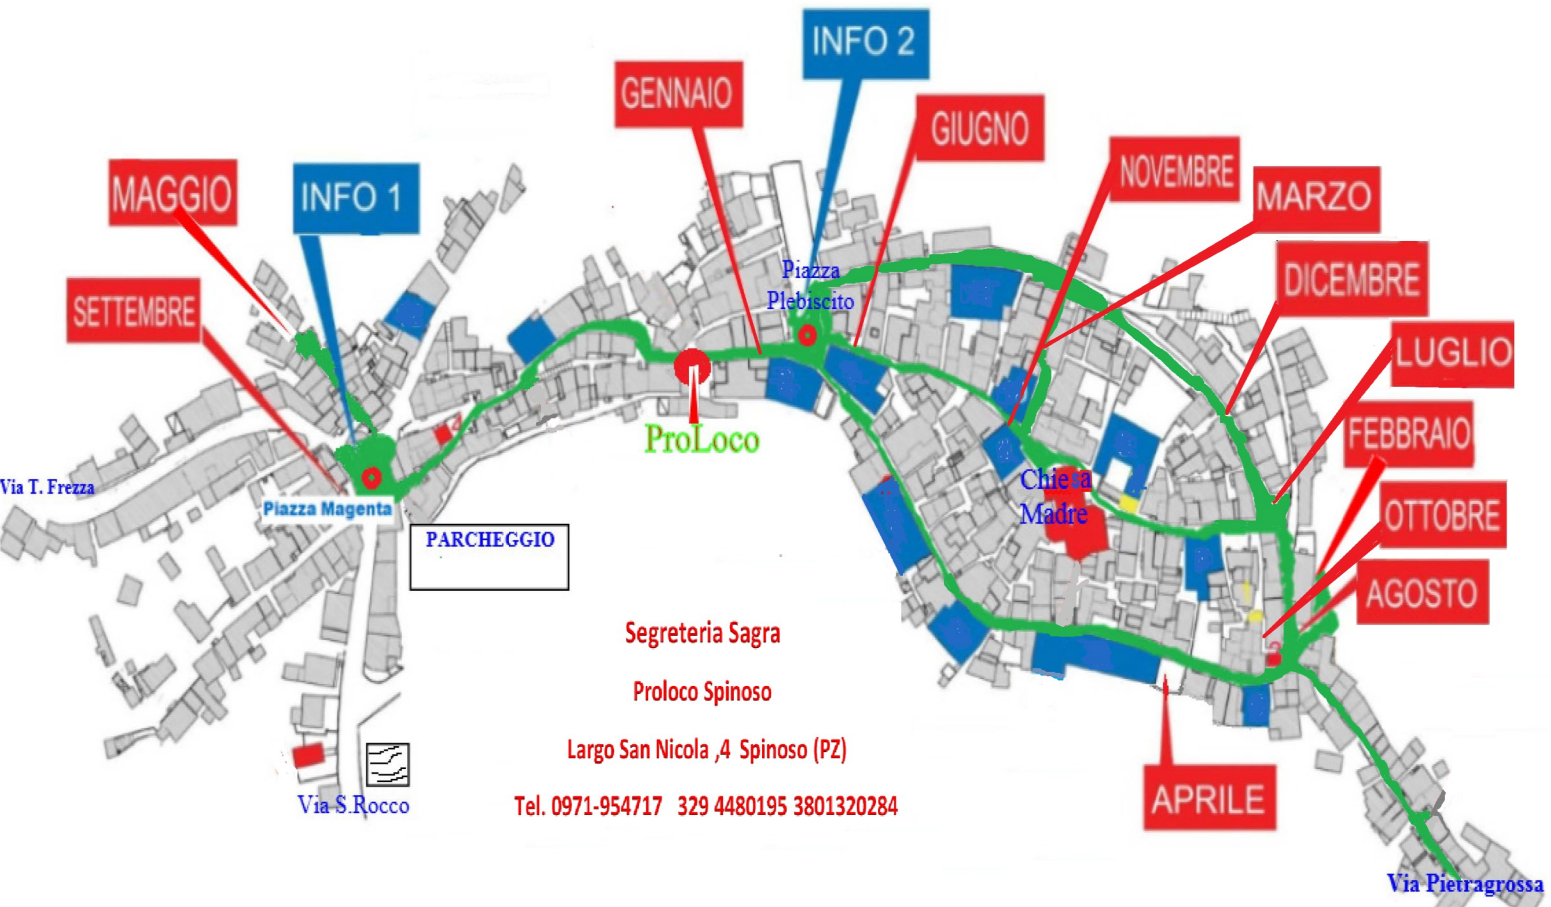 INFO 2
GENNAIO
GIUGNO
NOVEMBRE
MARZO
MAGGIO
INFO 1
DICEMBRE
SETTEMBRE
Piazza
Plebiscito
LUGLIO
FEBBRAIO
4
ProLoco
Chiesa
Madre
Via T. Frezza
Piazza Magenta
OTTOBRE
PARCHEGGIO
AGOSTO
Segreteria Sagra
Proloco Spinoso
Largo San Nicola ,4 Spinoso (PZ)
Tel. 0971-954717 329 4480195 3801320284
APRILE
Via S.Rocco
Via Pietragrossa